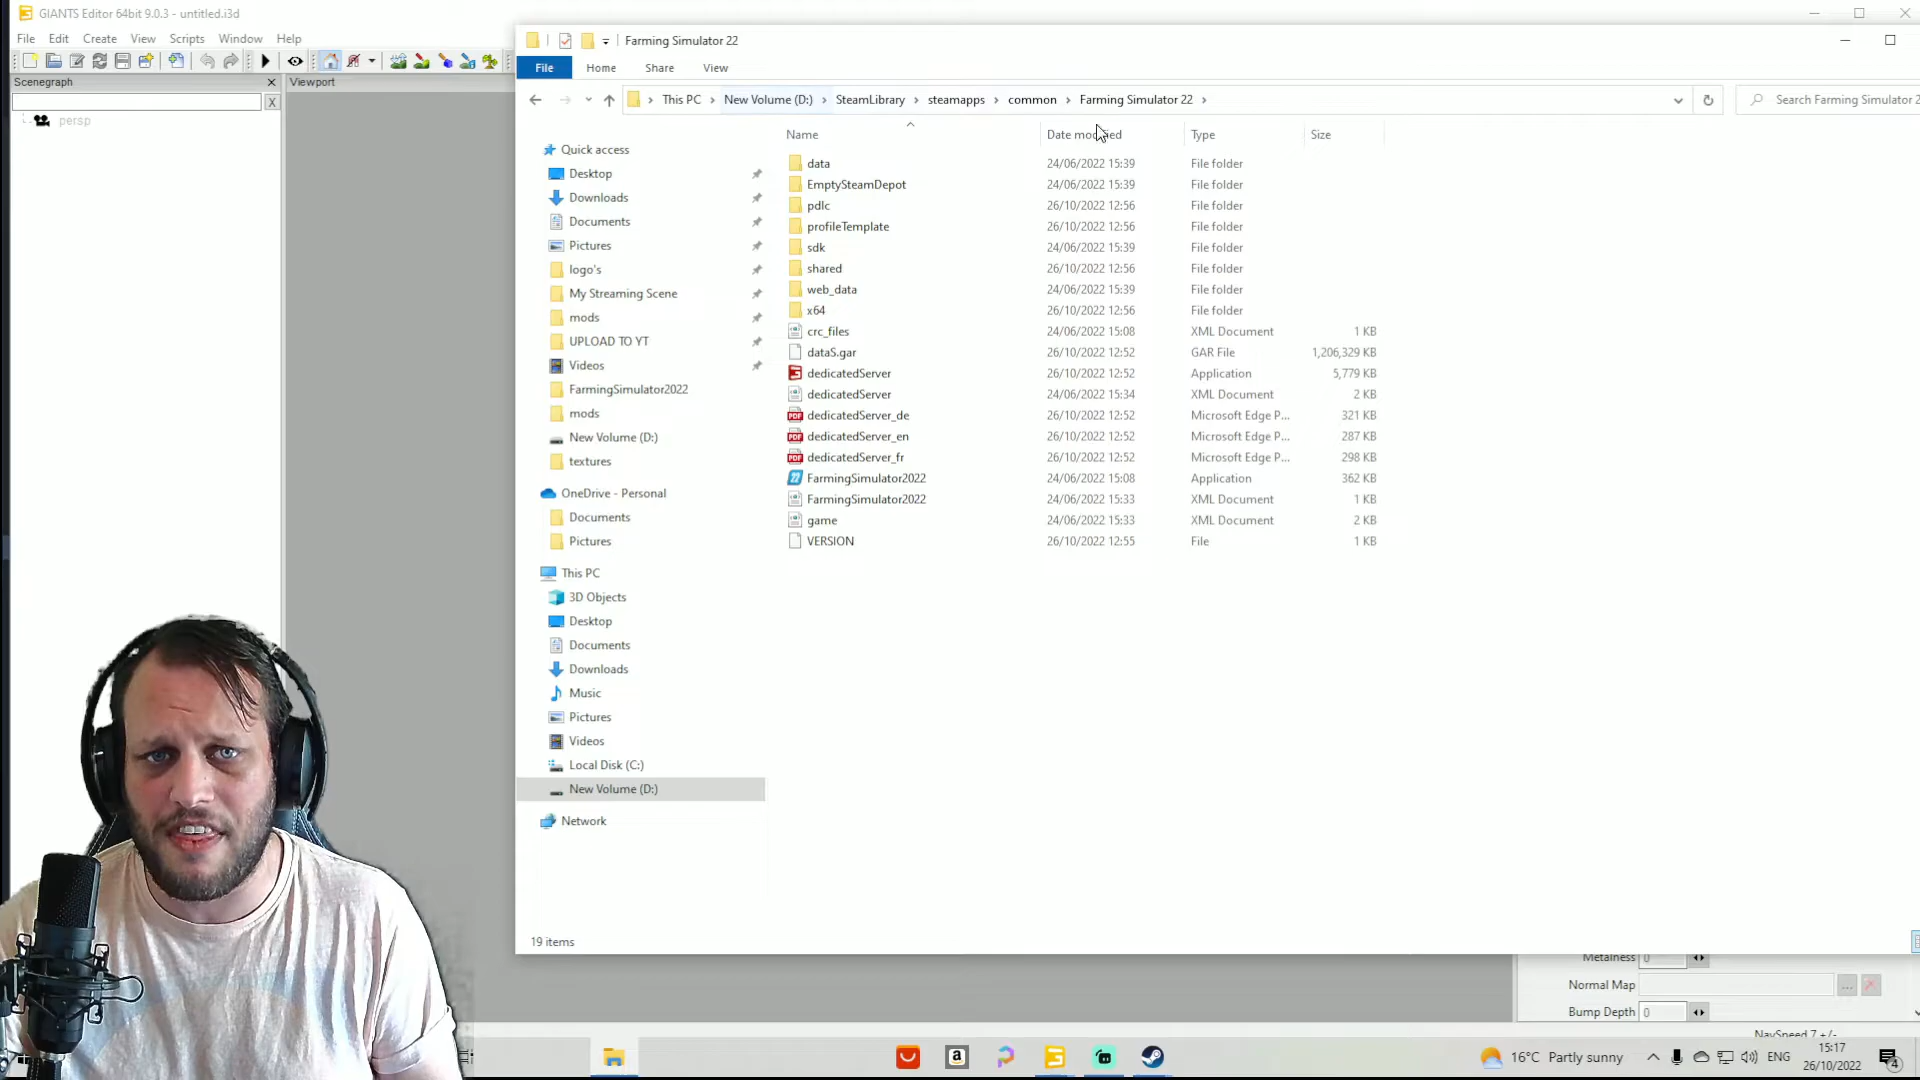 GIANTS Editor 64bit 9.0.3 - untitled.i3d
File Edit Create View Scripts Window Help
Scenegraph
Viewport
X
persp
Farming Simulator 22
File Home Share View
This PC New Volume (D:) SteamLibrary steamapps common Farming Simulator 22
Search Farming Simulator 2
Name Date modified Type Size
Quick access
Desktop
Downloads
Documents
Pictures
logo's
My Streaming Scene
mods
UPLOAD TO YT
Videos
FarmingSimulator2022
mods
New Volume (D:)
textures
OneDrive - Personal
Documents
Pictures
This PC
3D Objects
Desktop
Documents
Downloads
Music
Pictures
Videos
Local Disk (C:)
New Volume (D:)
Network
data 24/06/2022 15:39 File folder
EmptySteamDepot 24/06/2022 15:39 File folder
pdlc 26/10/2022 12:56 File folder
profileTemplate 26/10/2022 12:56 File folder
sdk 24/06/2022 15:39 File folder
shared 26/10/2022 12:56 File folder
web_data 24/06/2022 15:39 File folder
x64 26/10/2022 12:56 File folder
crc_files 24/06/2022 15:08 XML Document 1 KB
dataS.gar 26/10/2022 12:52 GAR File 1,206,329 KB
dedicatedServer 26/10/2022 12:52 Application 5,779 KB
dedicatedServer 24/06/2022 15:34 XML Document 2 KB
dedicatedServer_de 26/10/2022 12:52 Microsoft Edge P... 321 KB
dedicatedServer_en 26/10/2022 12:52 Microsoft Edge P... 287 KB
dedicatedServer_fr 26/10/2022 12:52 Microsoft Edge P... 298 KB
FarmingSimulator2022 24/06/2022 15:08 Application 362 KB
FarmingSimulator2022 24/06/2022 15:33 XML Document 1 KB
game 24/06/2022 15:33 XML Document 2 KB
VERSION 26/10/2022 12:55 File 1 KB
19 items
Metalness 0
Normal Map ...
Bump Depth 0
NavSpeed 7 +/-
16°C Partly sunny ENG 15:17
26/10/2022
4